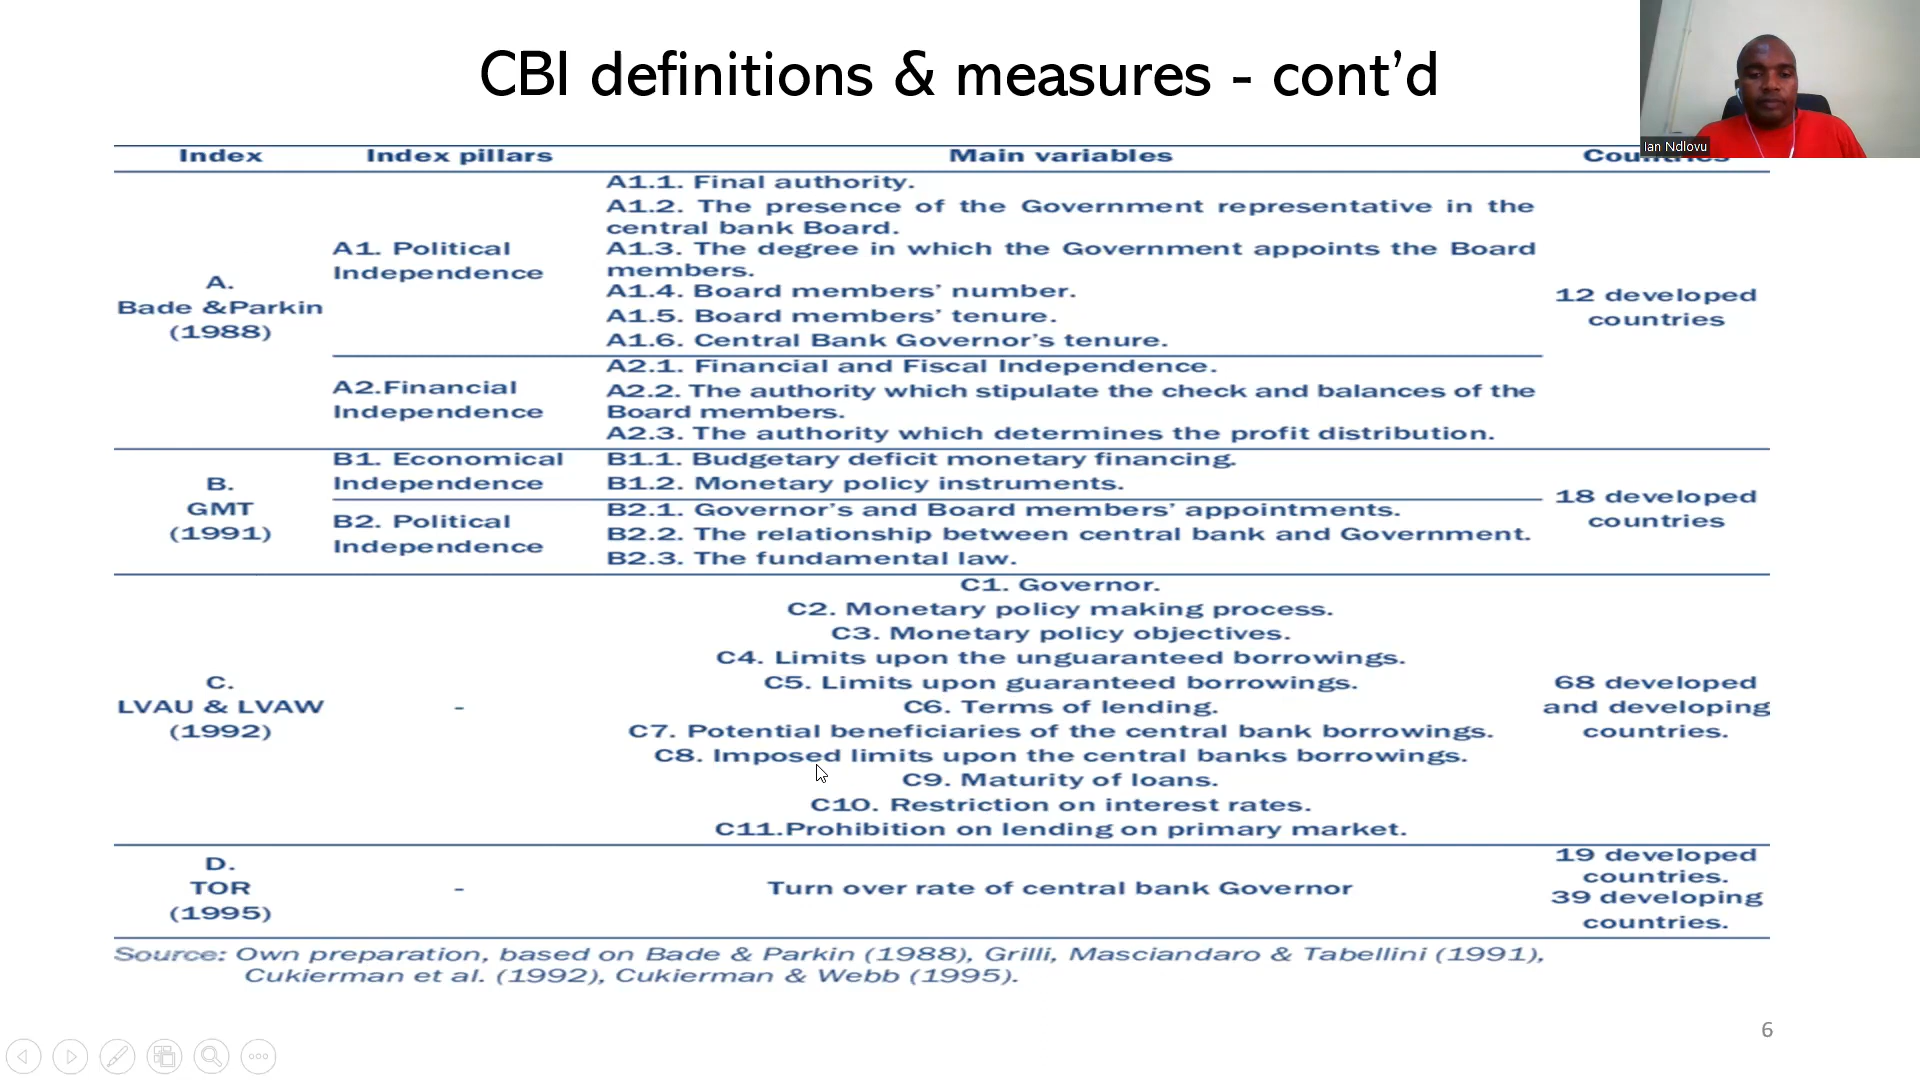 CBI definitions & measures - cont’d
Ian Ndlovu
Index Index pillars Main variables Countries
A.
Bade &Parkin
(1988)
A1. Political
Independence
A1.1. Final authority.
A1.2. The presence of the Government representative in the
central bank Board.
A1.3. The degree in which the Government appoints the Board
members.
A1.4. Board members’ number.
A1.5. Board members’ tenure.
A1.6. Central Bank Governor’s tenure.
A2.Financial
Independence
A2.1. Financial and Fiscal Independence.
A2.2. The authority which stipulate the check and balances of the
Board members.
A2.3. The authority which determines the profit distribution.
12 developed
countries
B.
GMT
(1991)
B1. Economical
Independence
B1.1. Budgetary deficit monetary financing.
B1.2. Monetary policy instruments.
B2. Political
Independence
B2.1. Governor’s and Board members’ appointments.
B2.2. The relationship between central bank and Government.
B2.3. The fundamental law.
18 developed
countries
C.
LVAU & LVAW
(1992)
-
C1. Governor.
C2. Monetary policy making process.
C3. Monetary policy objectives.
C4. Limits upon the unguaranteed borrowings.
C5. Limits upon guaranteed borrowings.
C6. Terms of lending.
C7. Potential beneficiaries of the central bank borrowings.
C8. Imposed limits upon the central banks borrowings.
C9. Maturity of loans.
C10. Restriction on interest rates.
C11.Prohibition on lending on primary market.
68 developed
and developing
countries.
D.
TOR
(1995)
-
Turn over rate of central bank Governor
19 developed
countries.
39 developing
countries.
Source: Own preparation, based on Bade & Parkin (1988), Grilli, Masciandaro & Tabellini (1991),
Cukierman et al. (1992), Cukierman & Webb (1995).
6